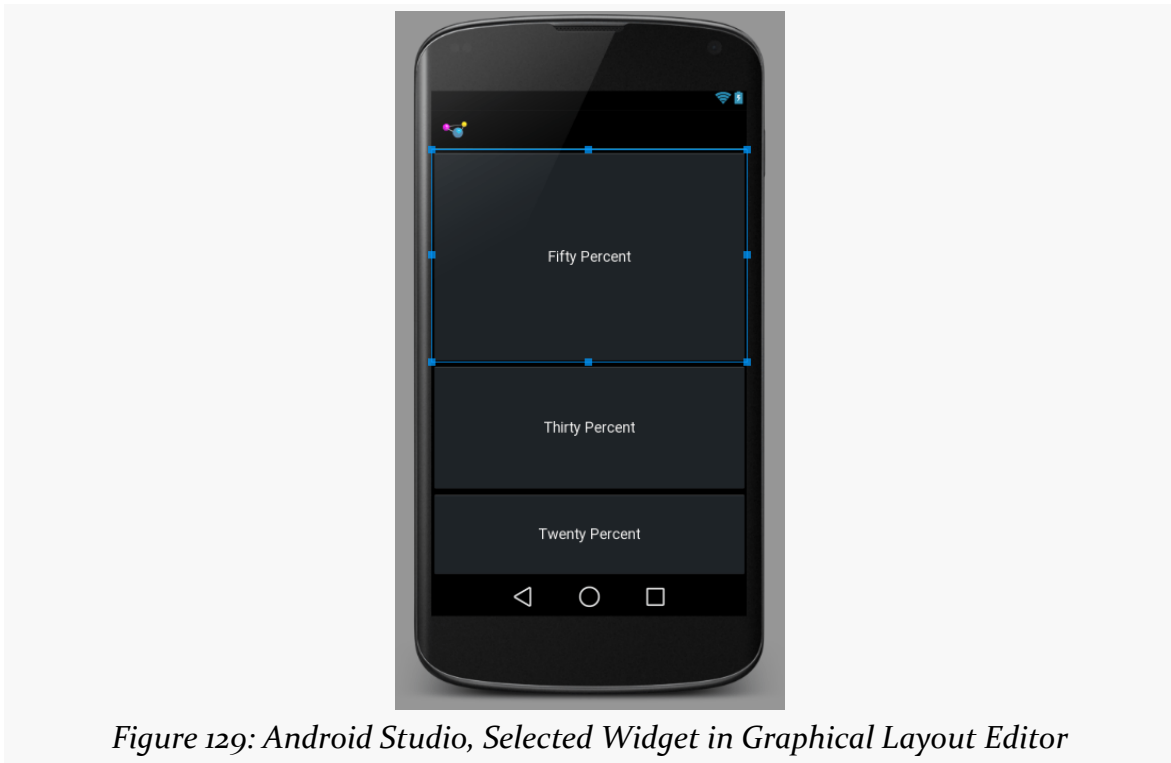 Fifty Percent
Thirty Percent
Twenty Percent
Figure 129: Android Studio, Selected Widget in Graphical Layout Editor